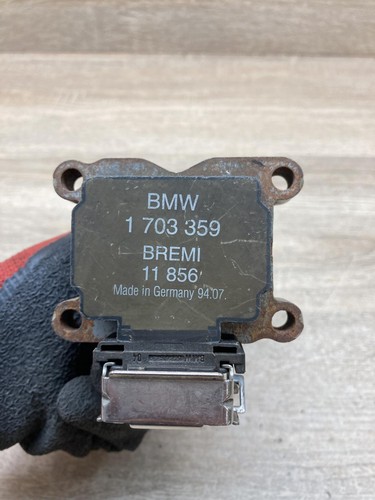 BMW
1 703 359
BREMI
11 856
Made in Germany 94.07.